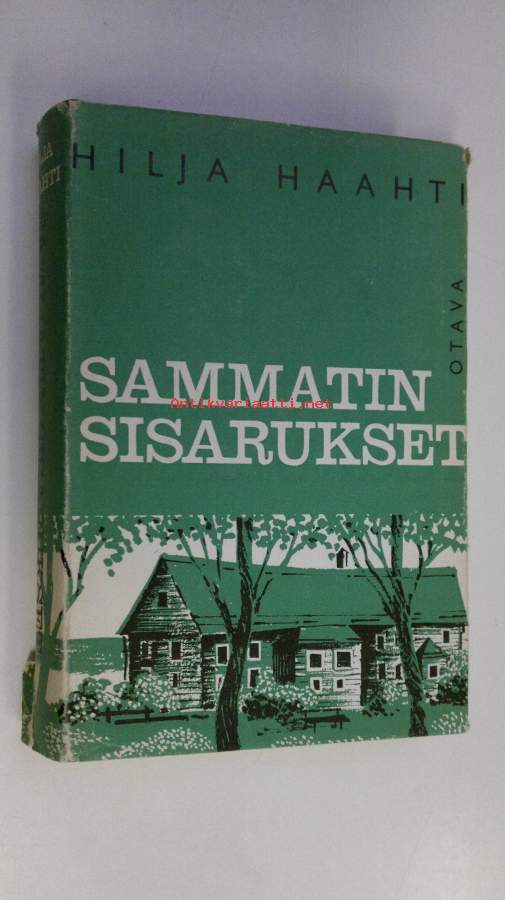 HILJA HAAHTI
OTAVA
SAMMATIN
Antikvariaatti.net
SISARUKSET